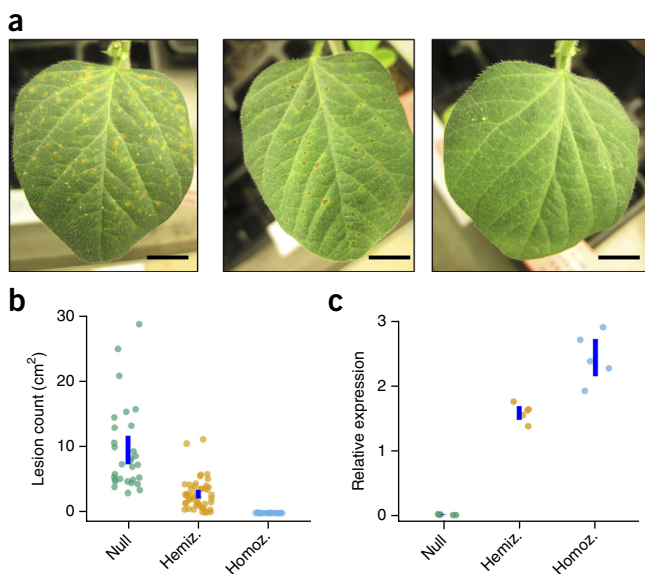 a
b
c
Lesion count (cm2)
30
20
10
0
Null
Hemiz.
Homoz.
Relative expression
3
2
1
0
Null
Hemiz.
Homoz.